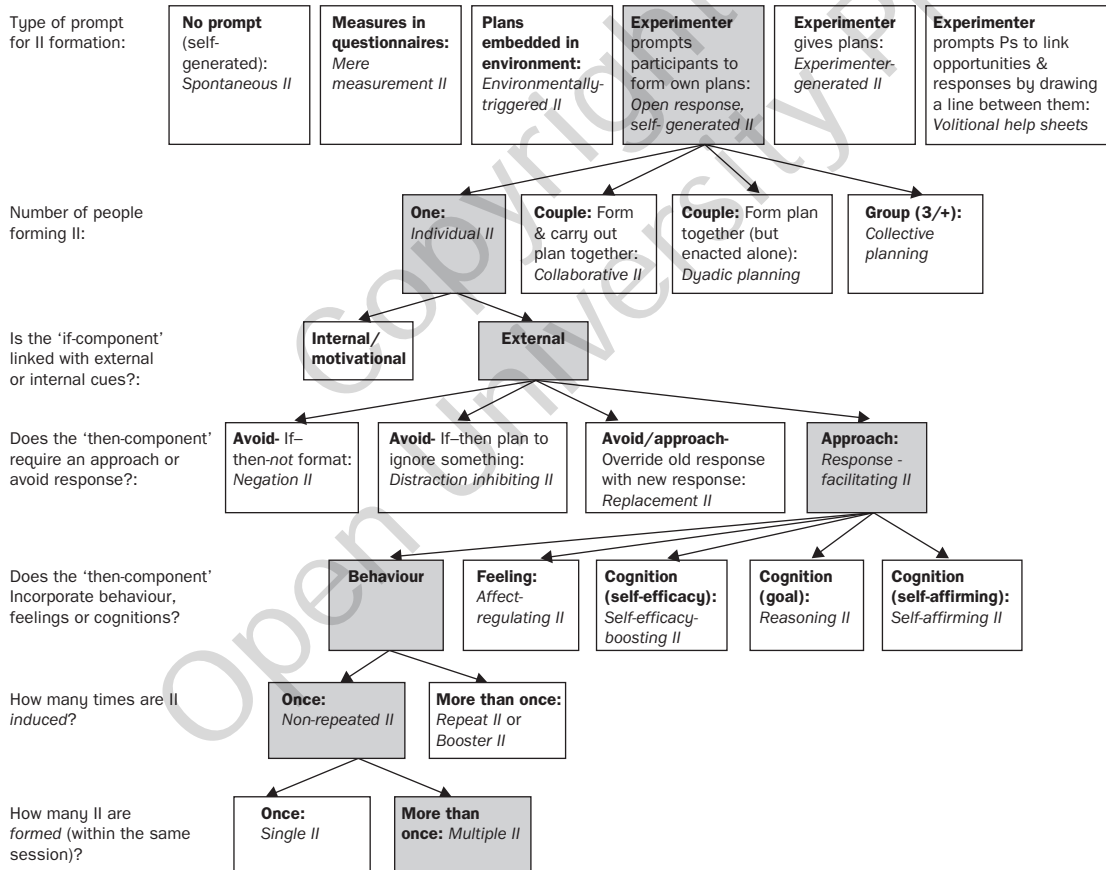 Type of prompt
for II formation:
No prompt
(self-
generated):
Spontaneous II
Measures in
questionnaires:
Mere
measurement II
Plans
embedded in
environment:
Environmentally-
triggered II
Experimenter
prompts
participants to
form own plans:
Open response,
self- generated II
Experimenter
gives plans:
Experimenter-
generated II
Experimenter
prompts Ps to link
opportunities &
responses by drawing
a line between them:
Volitional help sheets
Number of people
forming II:
One:
Individual II
Couple: Form
& carry out
plan together:
Collaborative II
Couple: Form plan
together (but
enacted alone):
Dyadic planning
Group (3/+):
Collective
planning
Is the 'if-component'
linked with external
or internal cues?:
Internal/
motivational
External
Does the 'then-component'
require an approach or
avoid response?:
Avoid- If–
then-not format:
Negation II
Avoid- If–then plan to
ignore something:
Distraction inhibiting II
Avoid/approach-
Override old response
with new response:
Replacement II
Approach:
Response -
facilitating II
Does the 'then-component'
Incorporate behaviour,
feelings or cognitions?
Behaviour
Feeling:
Affect-
regulating II
Cognition
(self-efficacy):
Self-efficacy-
boosting II
Cognition
(goal):
Reasoning II
Cognition
(self-affirming):
Self-affirming II
How many times are II
induced?
Once:
Non-repeated II
More than once:
Repeat II or
Booster II
How many II are
formed (within the same
session)?
Once:
Single II
More than
once: Multiple II
Copyright
Open University P